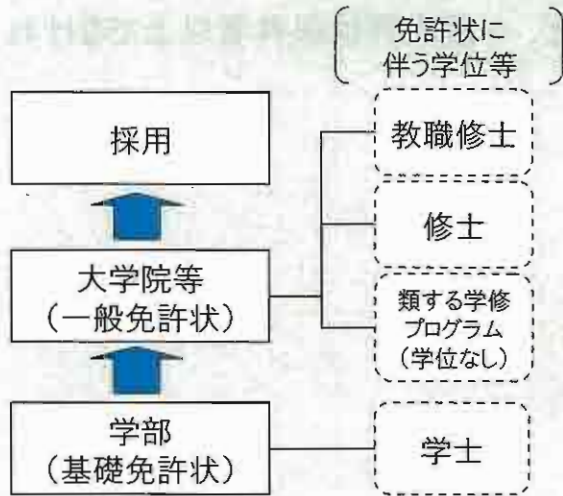 免許状に
伴う学位等
採用
教職修士
修士
大学院等
(一般免許状)
類する学修
プログラム
(学位なし)
学部
(基礎免許状)
学士